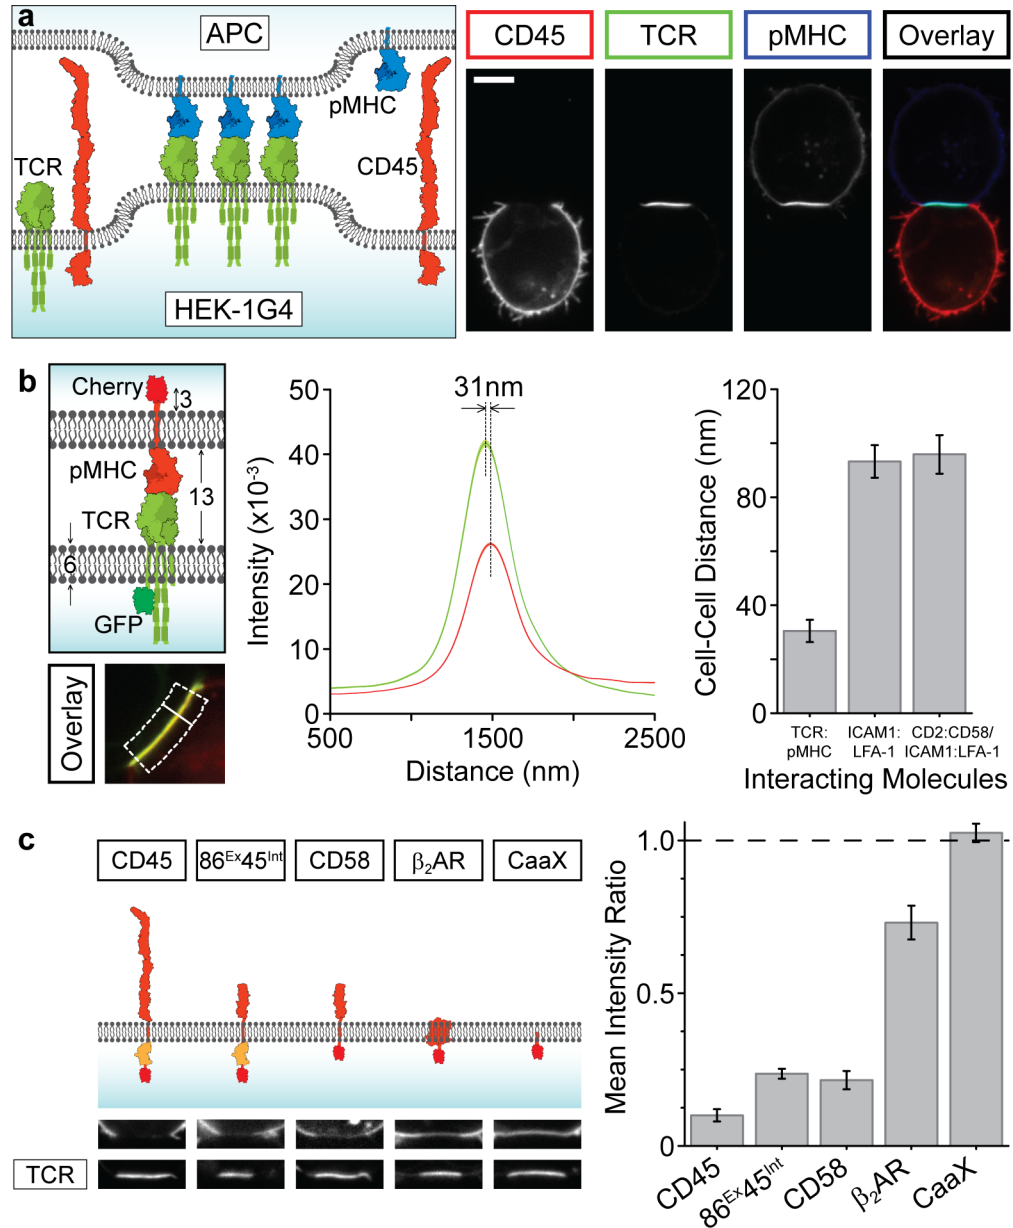 a
APC
pMHC
TCR
CD45
HEK-1G4
CD45
TCR
pMHC
Overlay
b
Cherry
3
pMHC
13
TCR
6
GFP
Overlay
31nm
Intensity (x10⁻³)
50
40
30
20
10
0
500
1500
2500
Distance (nm)
Cell-Cell Distance (nm)
120
90
60
30
0
TCR: pMHC
ICAM1: LFA-1
CD2:CD58/ ICAM1:LFA-1
Interacting Molecules
c
CD45
86ᴱˣ45ᴵⁿᵗ
CD58
β₂AR
CaaX
TCR
Mean Intensity Ratio
1.0
0.5
0
CD45
86ᴱˣ45ᴵⁿᵗ
CD58
β₂AR
CaaX